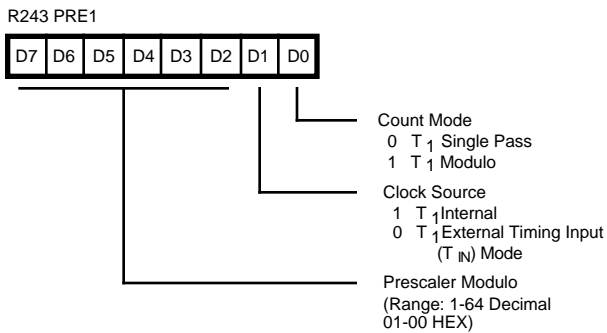 R243 PRE1
D7 D6 D5 D4 D3 D2 D1 D0
Count Mode
0 T 1 Single Pass
1 T 1 Modulo
Clock Source
1 T 1 Internal
0 T 1 External Timing Input
(T IN) Mode
Prescaler Modulo
(Range: 1-64 Decimal
01-00 HEX)